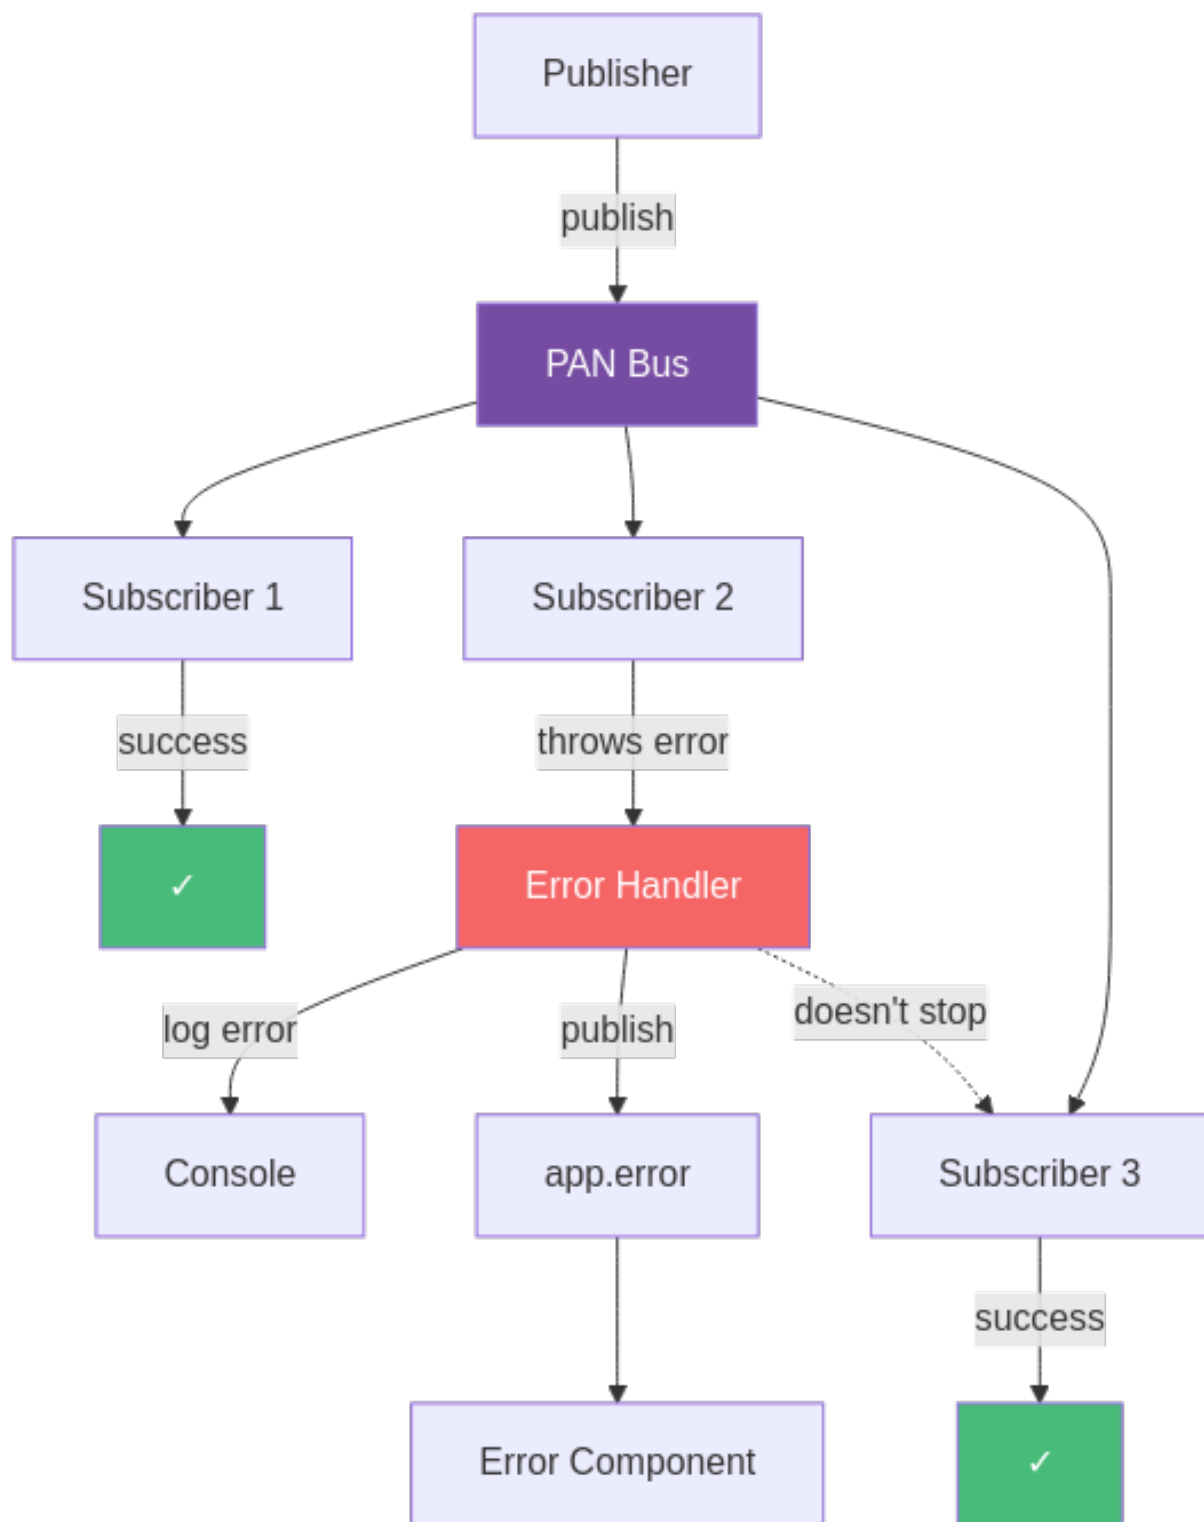 Publisher
publish
PAN Bus
Subscriber 1
Subscriber 2
success
throws error
✓
Error Handler
log error
publish
doesn't stop
Console
app.error
Subscriber 3
success
Error Component
✓